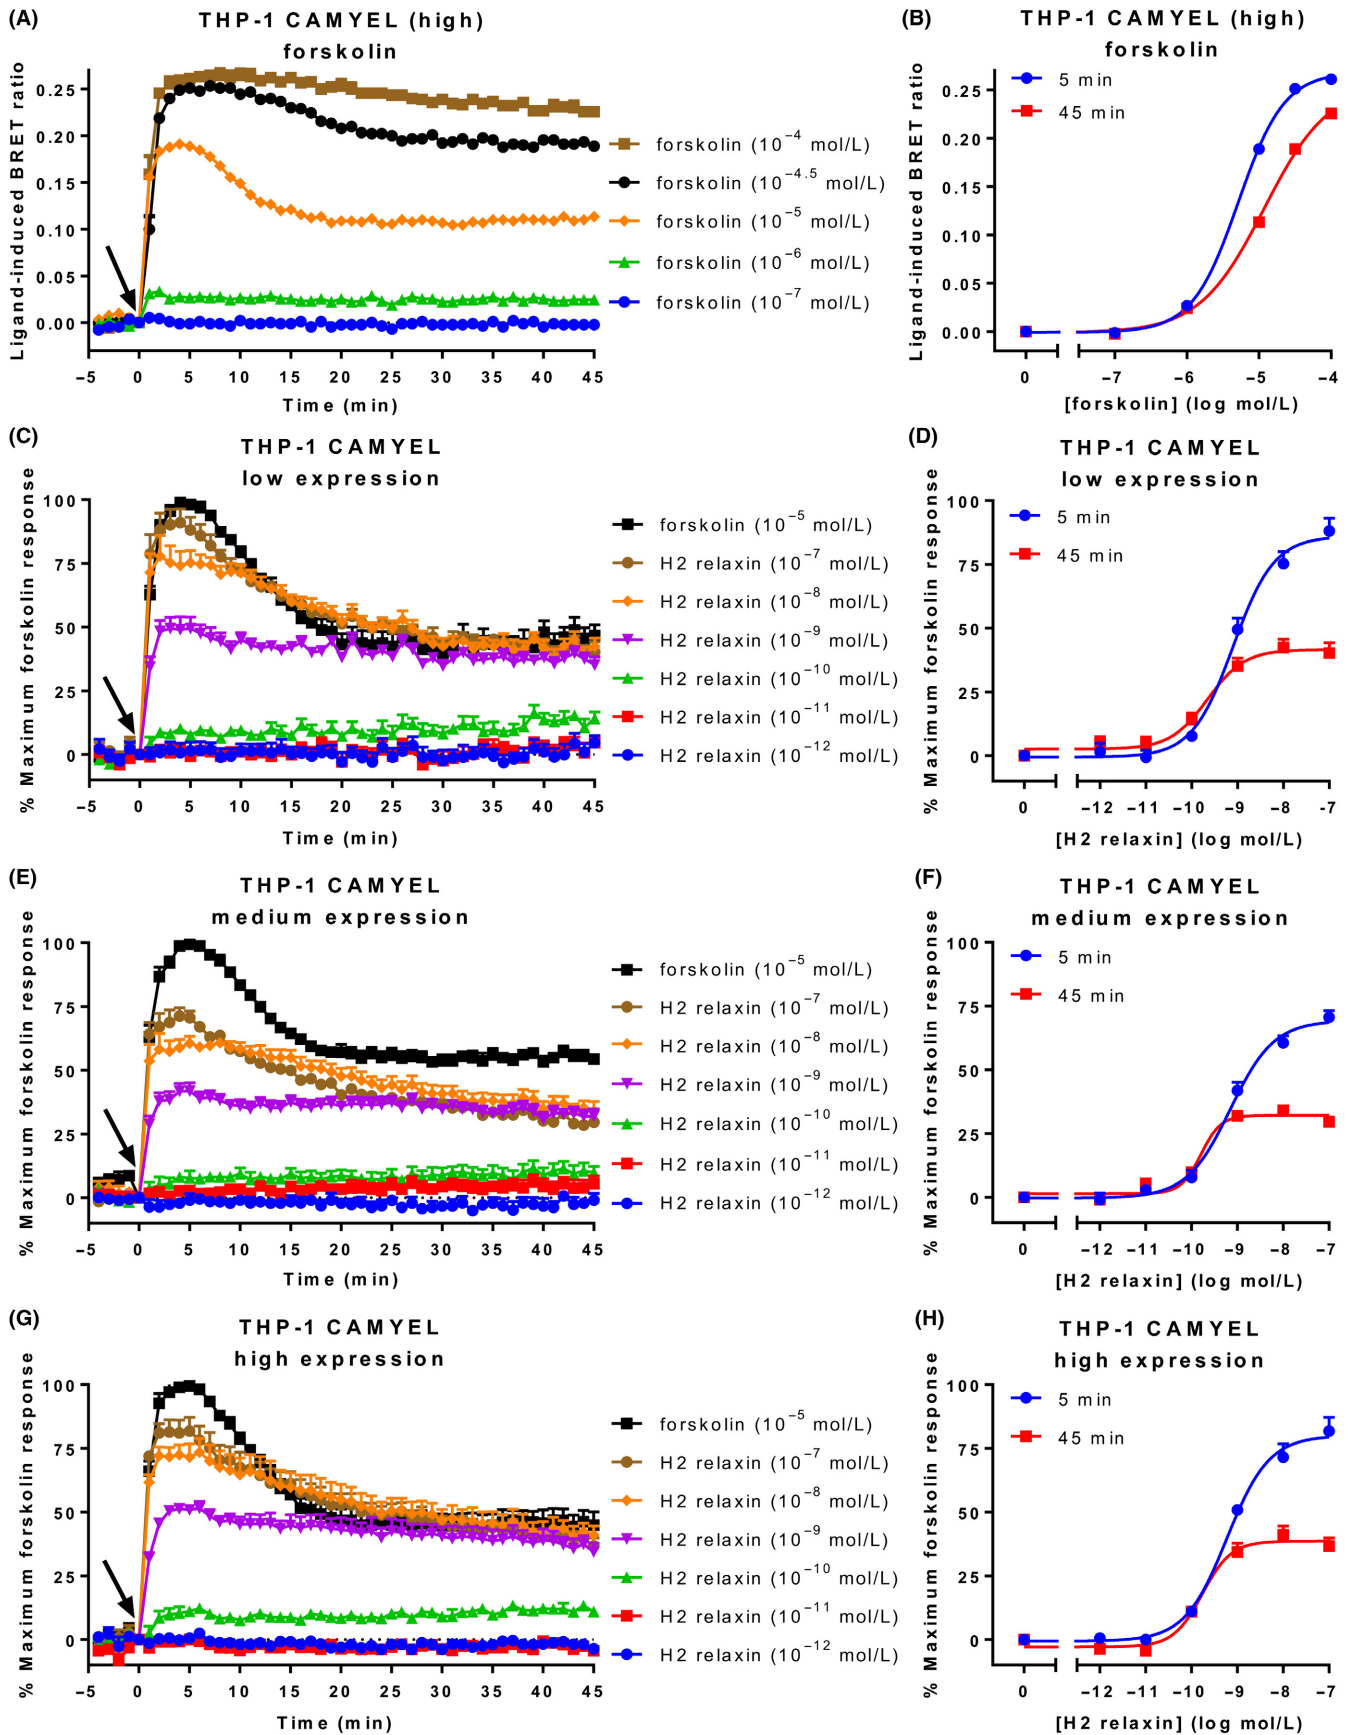 (A)
THP-1 CAMYEL (high)
forskolin
Ligand-induced BRET ratio
0.25
0.20
0.15
0.10
0.05
0.00
−5 0 5 10 15 20 25 30 35 40 45
Time (min)
forskolin (10⁻⁴ mol/L)
forskolin (10⁻⁴·⁵ mol/L)
forskolin (10⁻⁵ mol/L)
forskolin (10⁻⁶ mol/L)
forskolin (10⁻⁷ mol/L)
(B)
THP-1 CAMYEL (high)
forskolin
Ligand-induced BRET ratio
5 min
45 min
0.25
0.20
0.15
0.10
0.05
0.00
0 −7 −6 −5 −4
[forskolin] (log mol/L)
(C)
THP-1 CAMYEL
low expression
% Maximum forskolin response
100
75
50
25
0
−5 0 5 10 15 20 25 30 35 40 45
Time (min)
forskolin (10⁻⁵ mol/L)
H2 relaxin (10⁻⁷ mol/L)
H2 relaxin (10⁻⁸ mol/L)
H2 relaxin (10⁻⁹ mol/L)
H2 relaxin (10⁻¹⁰ mol/L)
H2 relaxin (10⁻¹¹ mol/L)
H2 relaxin (10⁻¹² mol/L)
(D)
THP-1 CAMYEL
low expression
% Maximum forskolin response
5 min
45 min
100
75
50
25
0
0 −12 −11 −10 −9 −8 −7
[H2 relaxin] (log mol/L)
(E)
THP-1 CAMYEL
medium expression
% Maximum forskolin response
100
75
50
25
0
−5 0 5 10 15 20 25 30 35 40 45
Time (min)
forskolin (10⁻⁵ mol/L)
H2 relaxin (10⁻⁷ mol/L)
H2 relaxin (10⁻⁸ mol/L)
H2 relaxin (10⁻⁹ mol/L)
H2 relaxin (10⁻¹⁰ mol/L)
H2 relaxin (10⁻¹¹ mol/L)
H2 relaxin (10⁻¹² mol/L)
(F)
THP-1 CAMYEL
medium expression
% Maximum forskolin response
5 min
45 min
100
75
50
25
0
0 −12 −11 −10 −9 −8 −7
[H2 relaxin] (log mol/L)
(G)
THP-1 CAMYEL
high expression
% Maximum forskolin response
100
75
50
25
0
−5 0 5 10 15 20 25 30 35 40 45
Time (min)
forskolin (10⁻⁵ mol/L)
H2 relaxin (10⁻⁷ mol/L)
H2 relaxin (10⁻⁸ mol/L)
H2 relaxin (10⁻⁹ mol/L)
H2 relaxin (10⁻¹⁰ mol/L)
H2 relaxin (10⁻¹¹ mol/L)
H2 relaxin (10⁻¹² mol/L)
(H)
THP-1 CAMYEL
high expression
% Maximum forskolin response
5 min
45 min
100
75
50
25
0
0 −12 −11 −10 −9 −8 −7
[H2 relaxin] (log mol/L)